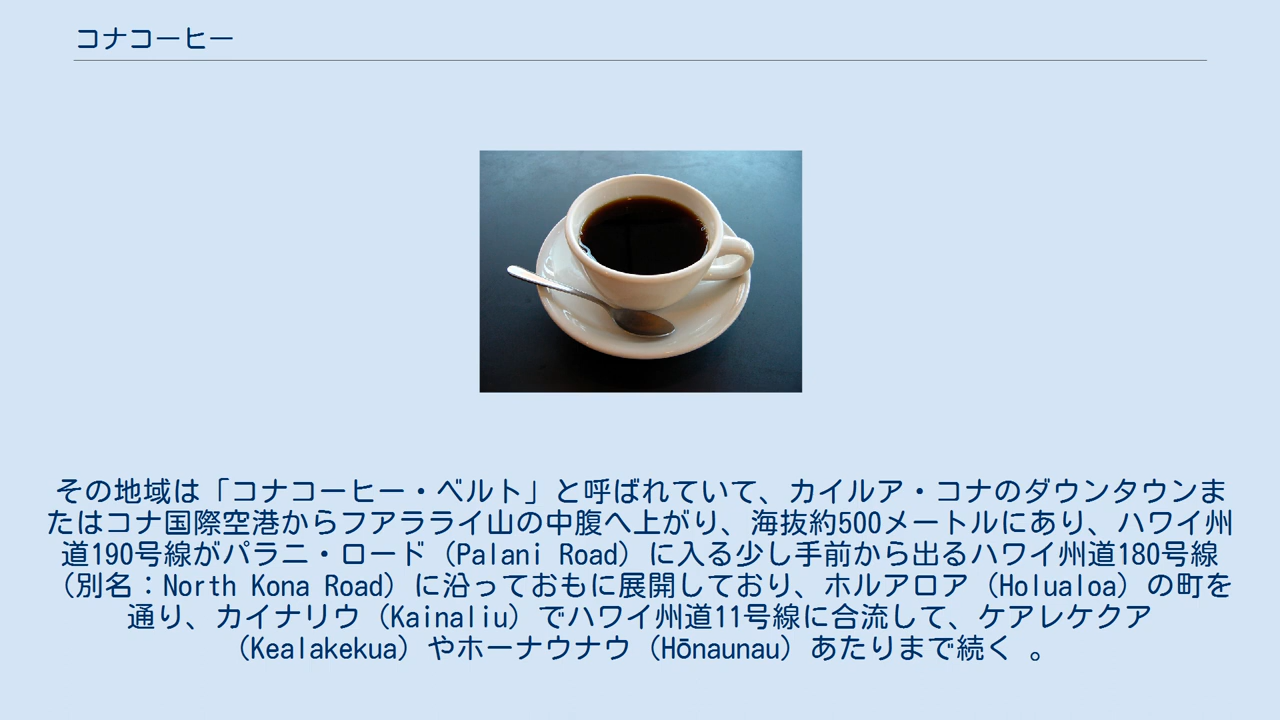 コナコーヒー
その地域は「コナコーヒー・ベルト」と呼ばれていて、カイルア・コナのダウンタウンま
たはコナ国際空港からフアラライ山の中腹へ上がり、海抜約500メートルにあり、ハワイ州
道190号線がパラニ・ロード（Palani Road）に入る少し手前から出るハワイ州道180号線
（別名：North Kona Road）に沿っておもに展開しており、ホルアロア（Holualoa）の町を
通り、カイナリウ（Kainaliu）でハワイ州道11号線に合流して、ケアレケクア
（Kealakekua）やホーナウナウ（Hōnaunau）あたりまで続く 。